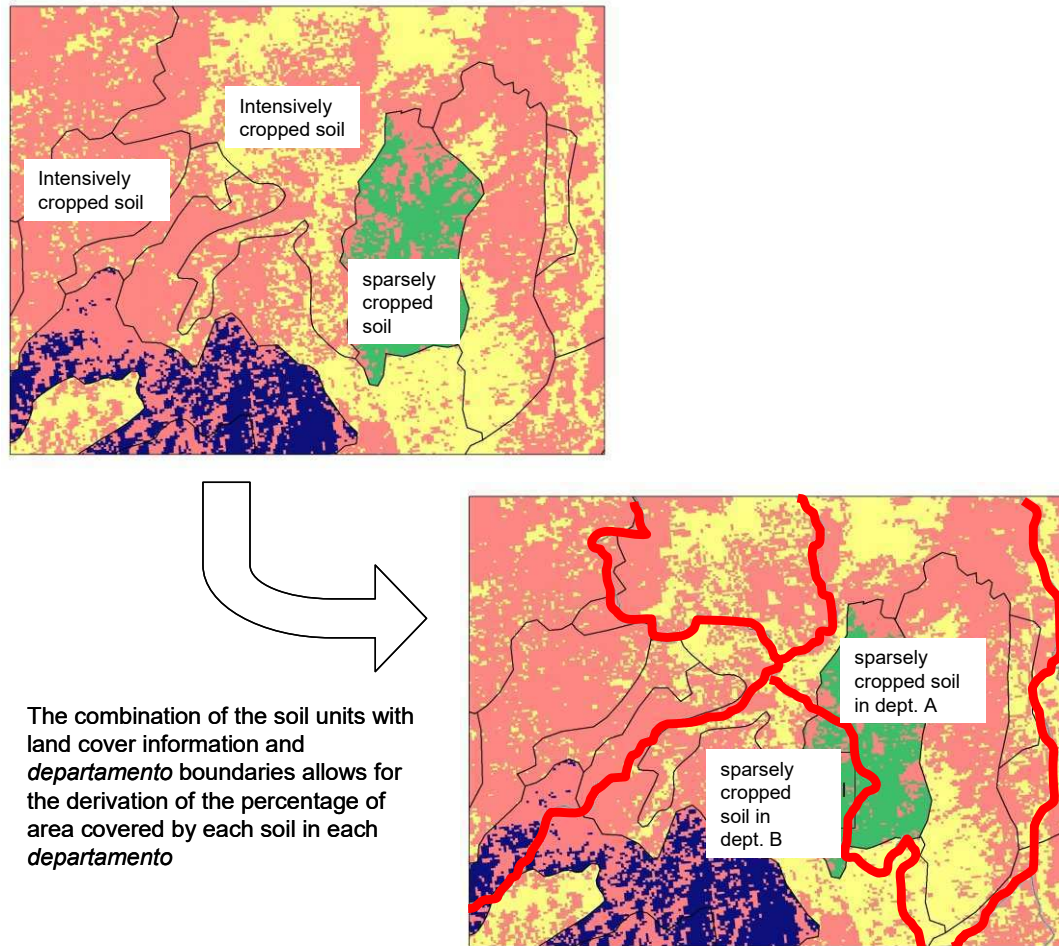 Intensively
cropped soil
Intensively
cropped soil
sparsely
cropped
soil
sparsely
cropped soil
in dept. A
sparsely
cropped
soil in
dept. B
The combination of the soil units with
land cover information and
departamento boundaries allows for
the derivation of the percentage of
area covered by each soil in each
departamento